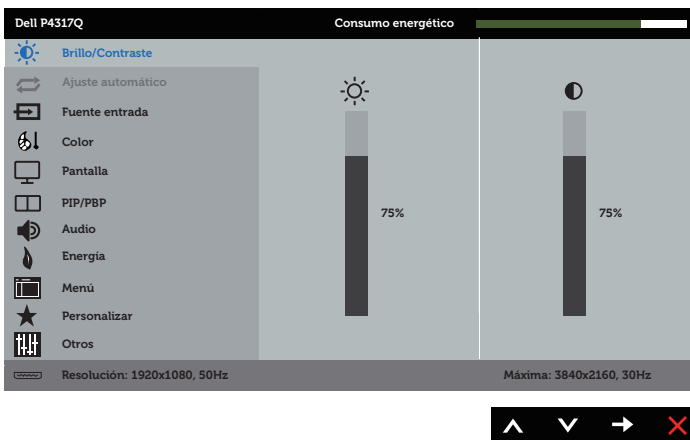 Dell P4317Q
Consumo energético
Brillo/Contraste
Ajuste automático
Fuente entrada
Color
Pantalla
PIP/PBP
Audio
Energía
Menú
Personalizar
Otros
75%
75%
Resolución: 1920x1080, 50Hz
Máxima: 3840x2160, 30Hz